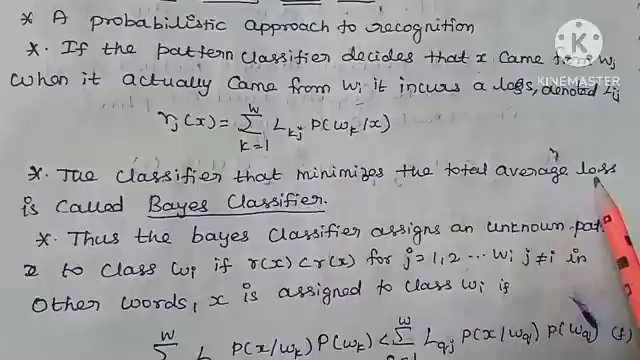 * A probabilistic approach to recognition
*. If the pattern classifier decides that x came from wj
when it actually came from wi it incurs a loss, denoted Lij
rj(x) = W Σ k=1 Lkj P(wk/x)
*. The classifier that minimizes the total average loss
is called Bayes Classifier.
*. Thus the bayes classifier assigns an unknown
x to class wi if r(x) < r(x) for j=1,2 ... wi j≠i in
other words, x is assigned to class wi if
W Σ P(x/wk) P(wk) < W Σ Lqj P(x/wq) P(wq)
KINEMASTER